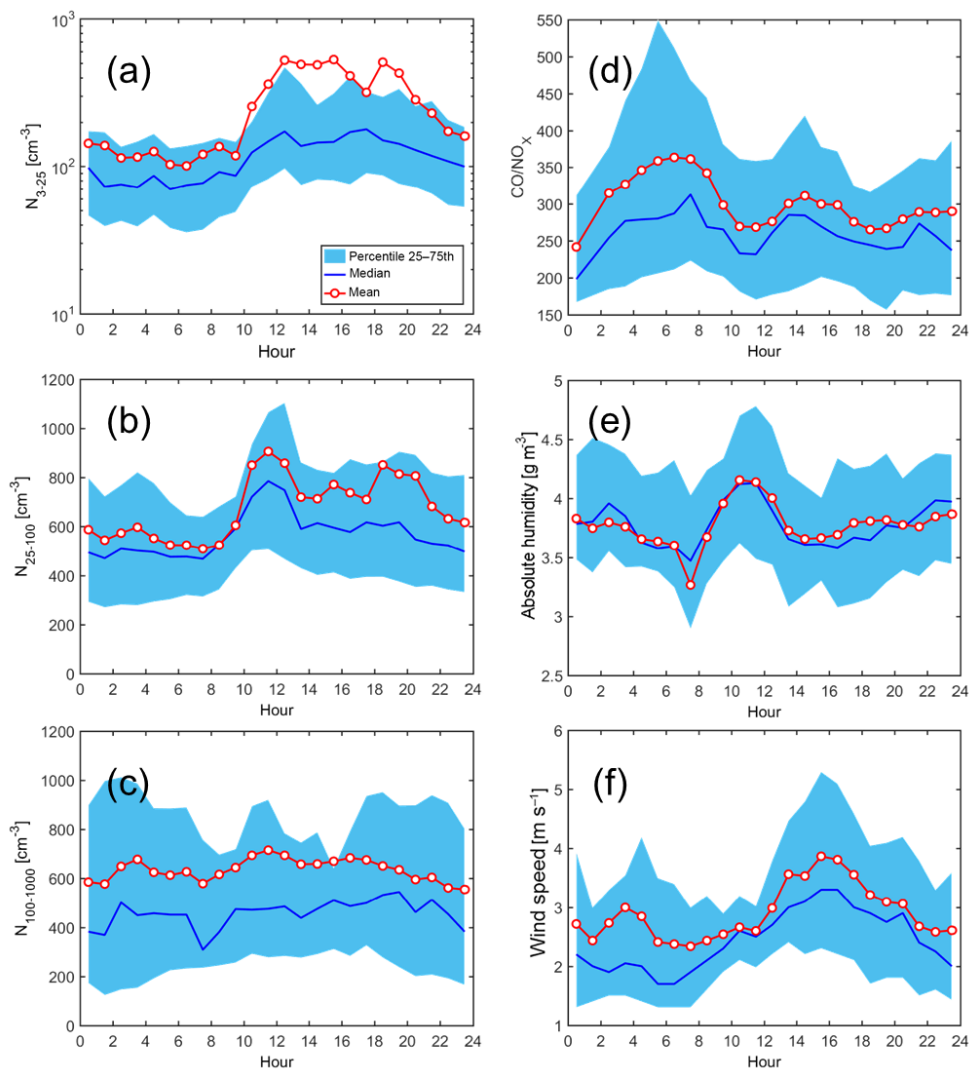 (a)
N3-25 [cm-3]
10^3
10^2
10^1
Percentile 25–75th
Median
Mean
0 2 4 6 8 10 12 14 16 18 20 22 24
Hour
(d)
CO/NOX
550
500
450
400
350
300
250
200
150
0 2 4 6 8 10 12 14 16 18 20 22 24
Hour
(b)
N25-100 [cm-3]
1200
1000
800
600
400
200
0
0 2 4 6 8 10 12 14 16 18 20 22 24
Hour
(e)
Absolute humidity [g m-3]
5
4.5
4
3.5
3
2.5
0 2 4 6 8 10 12 14 16 18 20 22 24
Hour
(c)
N100-1000 [cm-3]
1200
1000
800
600
400
200
0
0 2 4 6 8 10 12 14 16 18 20 22 24
Hour
(f)
Wind speed [m s−1]
6
5
4
3
2
1
0 2 4 6 8 10 12 14 16 18 20 22 24
Hour